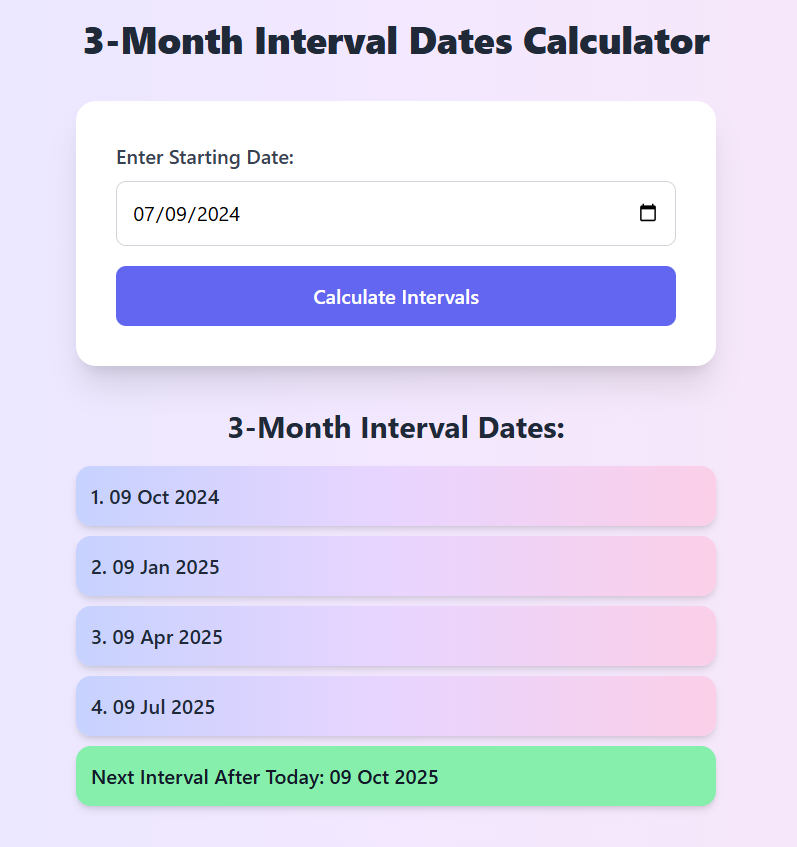 3-Month Interval Dates Calculator
Enter Starting Date:
07/09/2024
Calculate Intervals
3-Month Interval Dates:
1. 09 Oct 2024
2. 09 Jan 2025
3. 09 Apr 2025
4. 09 Jul 2025
Next Interval After Today: 09 Oct 2025